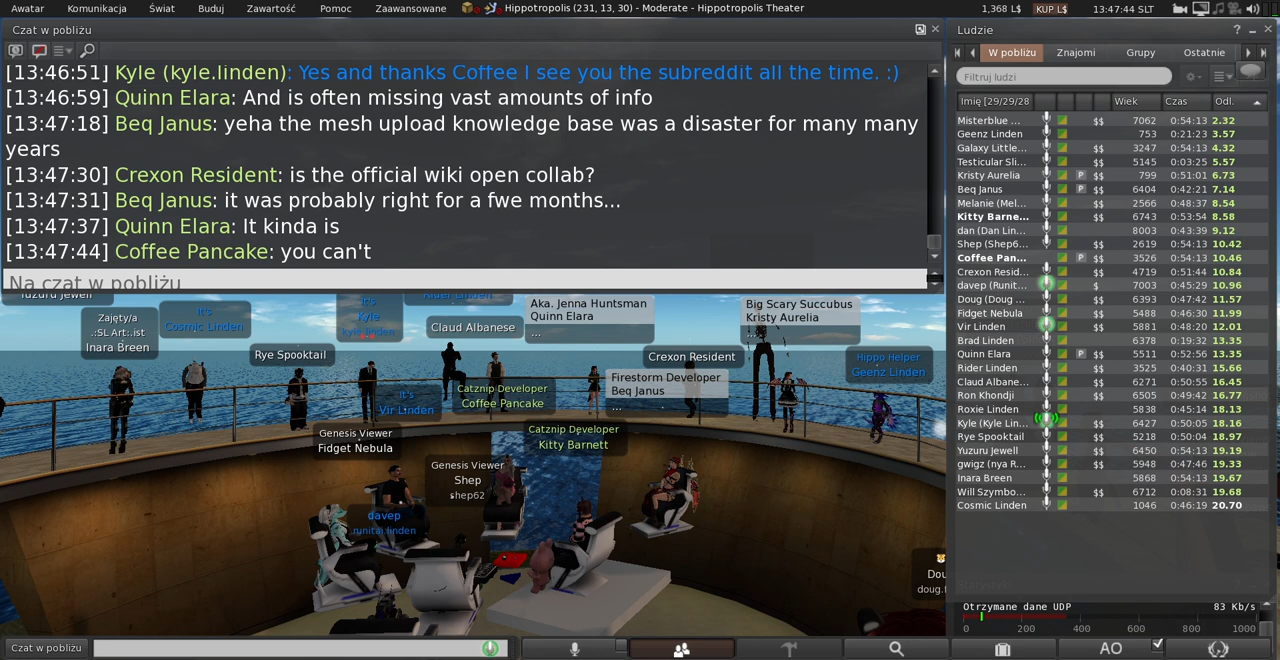 Awatar Komunikacja Świat Buduj Zawartość Pomoc Zaawansowane Hippotropolis (231, 13, 30) - Moderate - Hippotropolis Theater 1,368 L$ KUP L$ 13:47:44 SLT
Czat w pobliżu
[13:46:51] Kyle (kyle.linden): Yes and thanks Coffee I see you the subreddit all the time. :)
[13:46:59] Quinn Elara: And is often missing vast amounts of info
[13:47:18] Beq Janus: yeha the mesh upload knowledge base was a disaster for many many
years
[13:47:30] Crexon Resident: is the official wiki open collab?
[13:47:31] Beq Janus: it was probably right for a fwe months...
[13:47:37] Quinn Elara: It kinda is
[13:47:44] Coffee Pancake: you can't
Na czat w pobliżu
Yuzuru Jewell
Zajęty/a
.:SL Art:.ist
Inara Breen
It's
Cosmic Linden
It's
Kyle
kyle.linden
Rider Linden
Claud Albanese
Aka. Jenna Huntsman
Quinn Elara
...
Big Scary Succubus
Kristy Aurelia
...
Rye Spooktail
Crexon Resident
Hippo Helper
Geenz Linden
Firestorm Developer
Beq Janus
...
It's
Vir Linden
Catznip Developer
Coffee Pancake
Genesis Viewer
Fidget Nebula
Catznip Developer
Kitty Barnett
Genesis Viewer
Shep
shep62
davep
runitai.linden
Dou
doug.f
Czat w pobliżu
Ludzie
W pobliżu Znajomi Grupy Ostatnie
Filtruj ludzi
Imię [29/29/28 Wiek Czas Odl.
Misterblue ... $$ 7062 0:54:13 2.32
Geenz Linden 753 0:21:23 3.57
Galaxy Little... $$ 3247 0:54:13 4.32
Testicular Sli... $$ 5145 0:03:25 5.57
Kristy Aurelia P $$ 799 0:51:01 6.73
Beq Janus P $$ 6404 0:42:21 7.14
Melanie (Mel... $$ 2566 0:48:37 8.54
Kitty Barne... $$ 6743 0:53:54 8.58
dan (Dan Lin... 8003 0:43:39 9.12
Shep (Shep6... $$ 2619 0:54:13 10.42
Coffee Pan... P $$ 3526 0:54:13 10.46
Crexon Resid... $$ 4719 0:51:44 10.84
davep (Runit... $ 7003 0:45:29 10.96
Doug (Doug ... $$ 6393 0:47:42 11.57
Fidget Nebula $$ 5488 0:46:30 11.99
Vir Linden $$ 5881 0:48:20 12.01
Brad Linden 6378 0:19:32 13.35
Quinn Elara P $$ 5511 0:52:56 13.35
Rider Linden $$ 3525 0:40:31 15.66
Claud Albane... $$ 6271 0:50:55 16.45
Ron Khondji $$ 6505 0:49:42 16.77
Roxie Linden 5838 0:45:14 18.13
Kyle (Kyle Lin... $$ 6427 0:50:05 18.16
Rye Spooktail $$ 5218 0:50:04 18.97
Yuzuru Jewell $$ 6450 0:54:13 19.19
gwigz (nya R... $$ 5948 0:47:46 19.33
Inara Breen 5868 0:54:13 19.67
Will Szymbo... $$ 6712 0:08:31 19.68
Cosmic Linden 1046 0:46:19 20.70
Otrzymane dane UDP 83 Kb/s
0 200 400 600 800 1000
AO